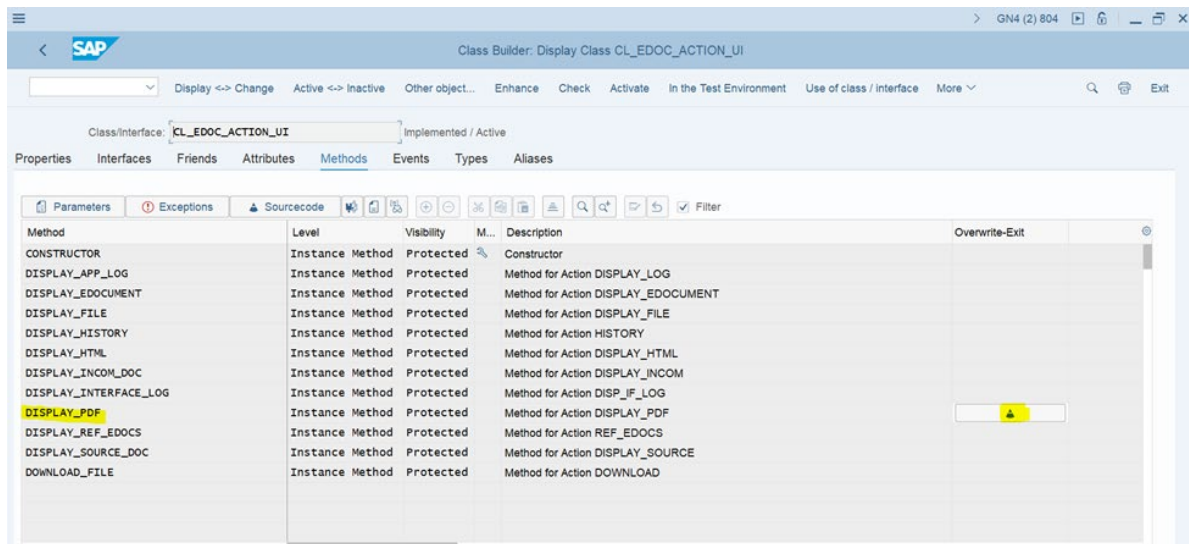 GN4 (2) 804
SAP
Class Builder: Display Class CL_EDOC_ACTION_UI
Display <-> Change Active <-> Inactive Other object... Enhance Check Activate In the Test Environment Use of class / interface More Exit
Class/Interface: CL_EDOC_ACTION_UI Implemented / Active
Properties Interfaces Friends Attributes Methods Events Types Aliases
Parameters Exceptions Sourcecode Filter
Method Level Visibility M... Description Overwrite-Exit
CONSTRUCTOR Instance Method Protected Constructor
DISPLAY_APP_LOG Instance Method Protected Method for Action DISPLAY_LOG
DISPLAY_EDOCUMENT Instance Method Protected Method for Action DISPLAY_EDOCUMENT
DISPLAY_FILE Instance Method Protected Method for Action DISPLAY_FILE
DISPLAY_HISTORY Instance Method Protected Method for Action HISTORY
DISPLAY_HTML Instance Method Protected Method for Action DISPLAY_HTML
DISPLAY_INCOM_DOC Instance Method Protected Method for Action DISPLAY_INCOM
DISPLAY_INTERFACE_LOG Instance Method Protected Method for Action DISP_IF_LOG
DISPLAY_PDF Instance Method Protected Method for Action DISPLAY_PDF
DISPLAY_REF_EDOCS Instance Method Protected Method for Action REF_EDOCS
DISPLAY_SOURCE_DOC Instance Method Protected Method for Action DISPLAY_SOURCE
DOWNLOAD_FILE Instance Method Protected Method for Action DOWNLOAD